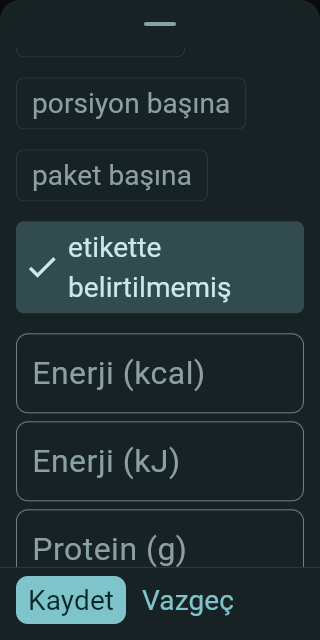 porsiyon başına
paket başına
etikette
belirtilmemiş
Enerji (kcal)
Enerji (kJ)
Protein (g)
Kaydet
Vazgeç